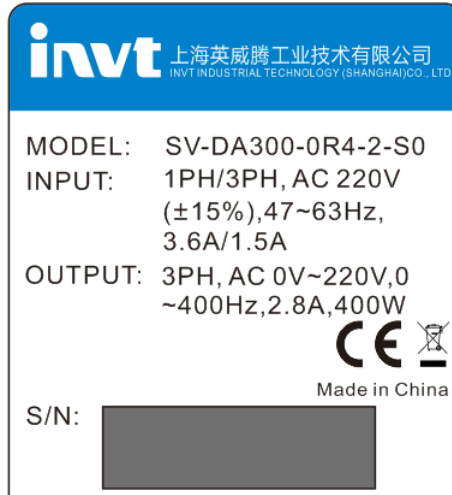 invt 上海英威腾工业技术有限公司
INVT INDUSTRIAL TECHNOLOGY (SHANGHAI)CO., LTD
MODEL: SV-DA300-0R4-2-S0
INPUT: 1PH/3PH, AC 220V
(±15%),47~63Hz,
3.6A/1.5A
OUTPUT: 3PH, AC 0V~220V,0
~400Hz,2.8A,400W
CE
Made in China
S/N: